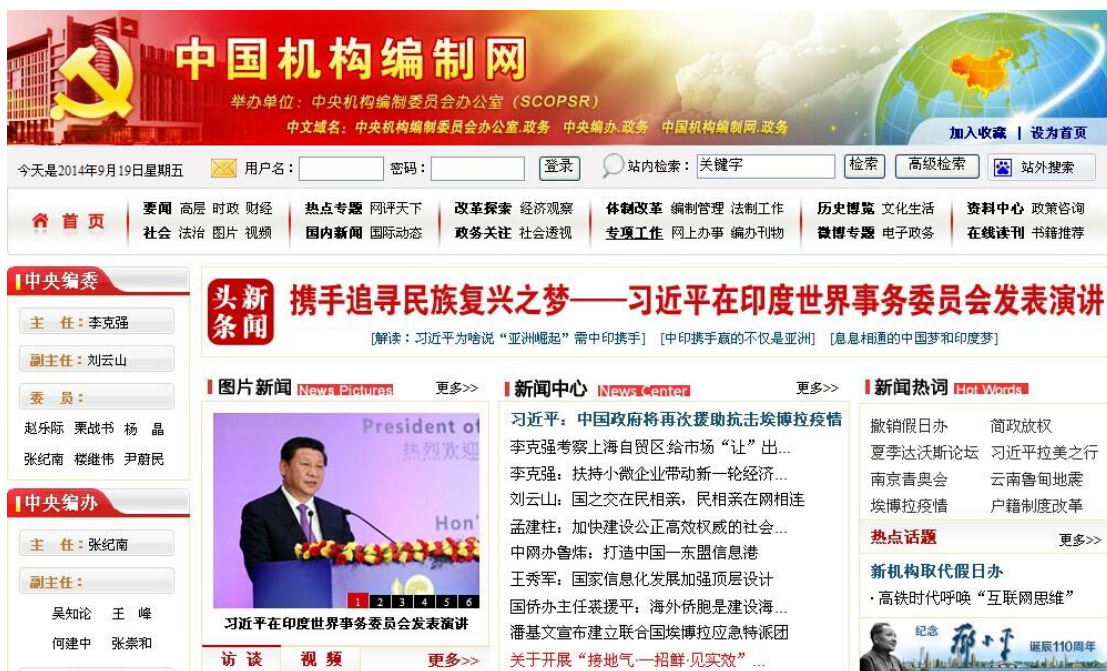 中国机构编制网
举办单位：中央机构编制委员会办公室（SCOPSR）
中文域名：中央机构编制委员会办公室.政务 中央编办.政务 中国机构编制网.政务
加入收藏 | 设为首页
今天是2014年9月19日星期五 用户名： 密码： 登录 站内检索： 关键字 检索 高级检索 站外搜索
首页
要闻 高层 时政 财经 热点专题 网评天下 改革探索 经济观察 体制改革 编制管理 法制工作 历史博览 文化生活 资料中心 政策咨询
社会 法治 图片 视频 国内新闻 国际动态 政务关注 社会透视 专项工作 网上办事 编办刊物 微博专题 电子政务 在线读刊 书籍推荐
中央编委
主 任：李克强
副主任：刘云山
委 员：
赵乐际 栗战书 杨 晶
张纪南 楼继伟 尹蔚民
中央编办
主 任：张纪南
副主任：
吴知论 王 峰
何建中 张崇和
头条新闻
携手追寻民族复兴之梦——习近平在印度世界事务委员会发表演讲
[解读：习近平为啥说“亚洲崛起”需中印携手] [中印携手赢的不仅是亚洲] [息息相通的中国梦和印度梦]
图片新闻 News Pictures 更多>>
President of
热烈欢迎
Hon'
1 2 3 4 5 6
习近平在印度世界事务委员会发表演讲
访 谈 视 频 更多>>
新闻中心 News Center 更多>>
习近平：中国政府将再次援助抗击埃博拉疫情
李克强考察上海自贸区:给市场“让”出...
李克强：扶持小微企业带动新一轮经济...
刘云山：国之交在民相亲，民相亲在网相连
孟建柱：加快建设公正高效权威的社会...
中网办鲁炜：打造中国—东盟信息港
王秀军：国家信息化发展加强顶层设计
国侨办主任裘援平：海外侨胞是建设海...
潘基文宣布建立联合国埃博拉应急特派团
关于开展“接地气·一招鲜·见实效”...
新闻热词 Hot Words
撤销假日办 简政放权
夏季达沃斯论坛 习近平拉美之行
南京青奥会 云南鲁甸地震
埃博拉疫情 户籍制度改革
热点话题 更多>>
新机构取代假日办
·高铁时代呼唤“互联网思维”
纪念 邓小平 诞辰110周年